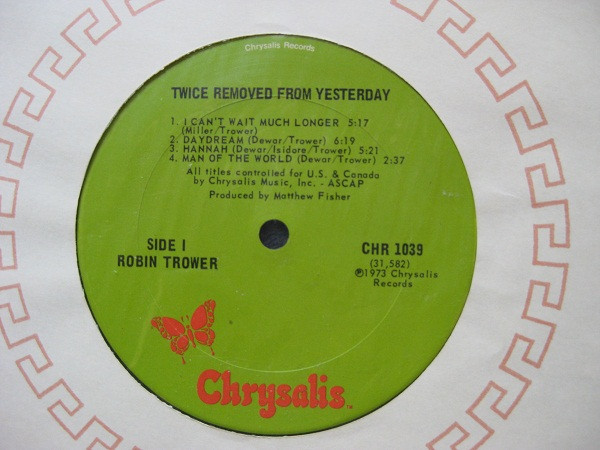 Chrysalis Records
TWICE REMOVED FROM YESTERDAY
1. I CAN'T WAIT MUCH LONGER 5:17
(Miller/Trower)
2. DAYDREAM (Dewar/Trower) 6:19
3. HANNAH (Dewar/Isidore/Trower) 5:21
4. MAN OF THE WORLD (Dewar/Trower) 2:37
All titles controlled for U.S. & Canada
by Chrysalis Music, Inc. - ASCAP
Produced by Matthew Fisher
SIDE I
ROBIN TROWER
CHR 1039
(31,582)
℗1973 Chrysalis
Records
Chrysalis™